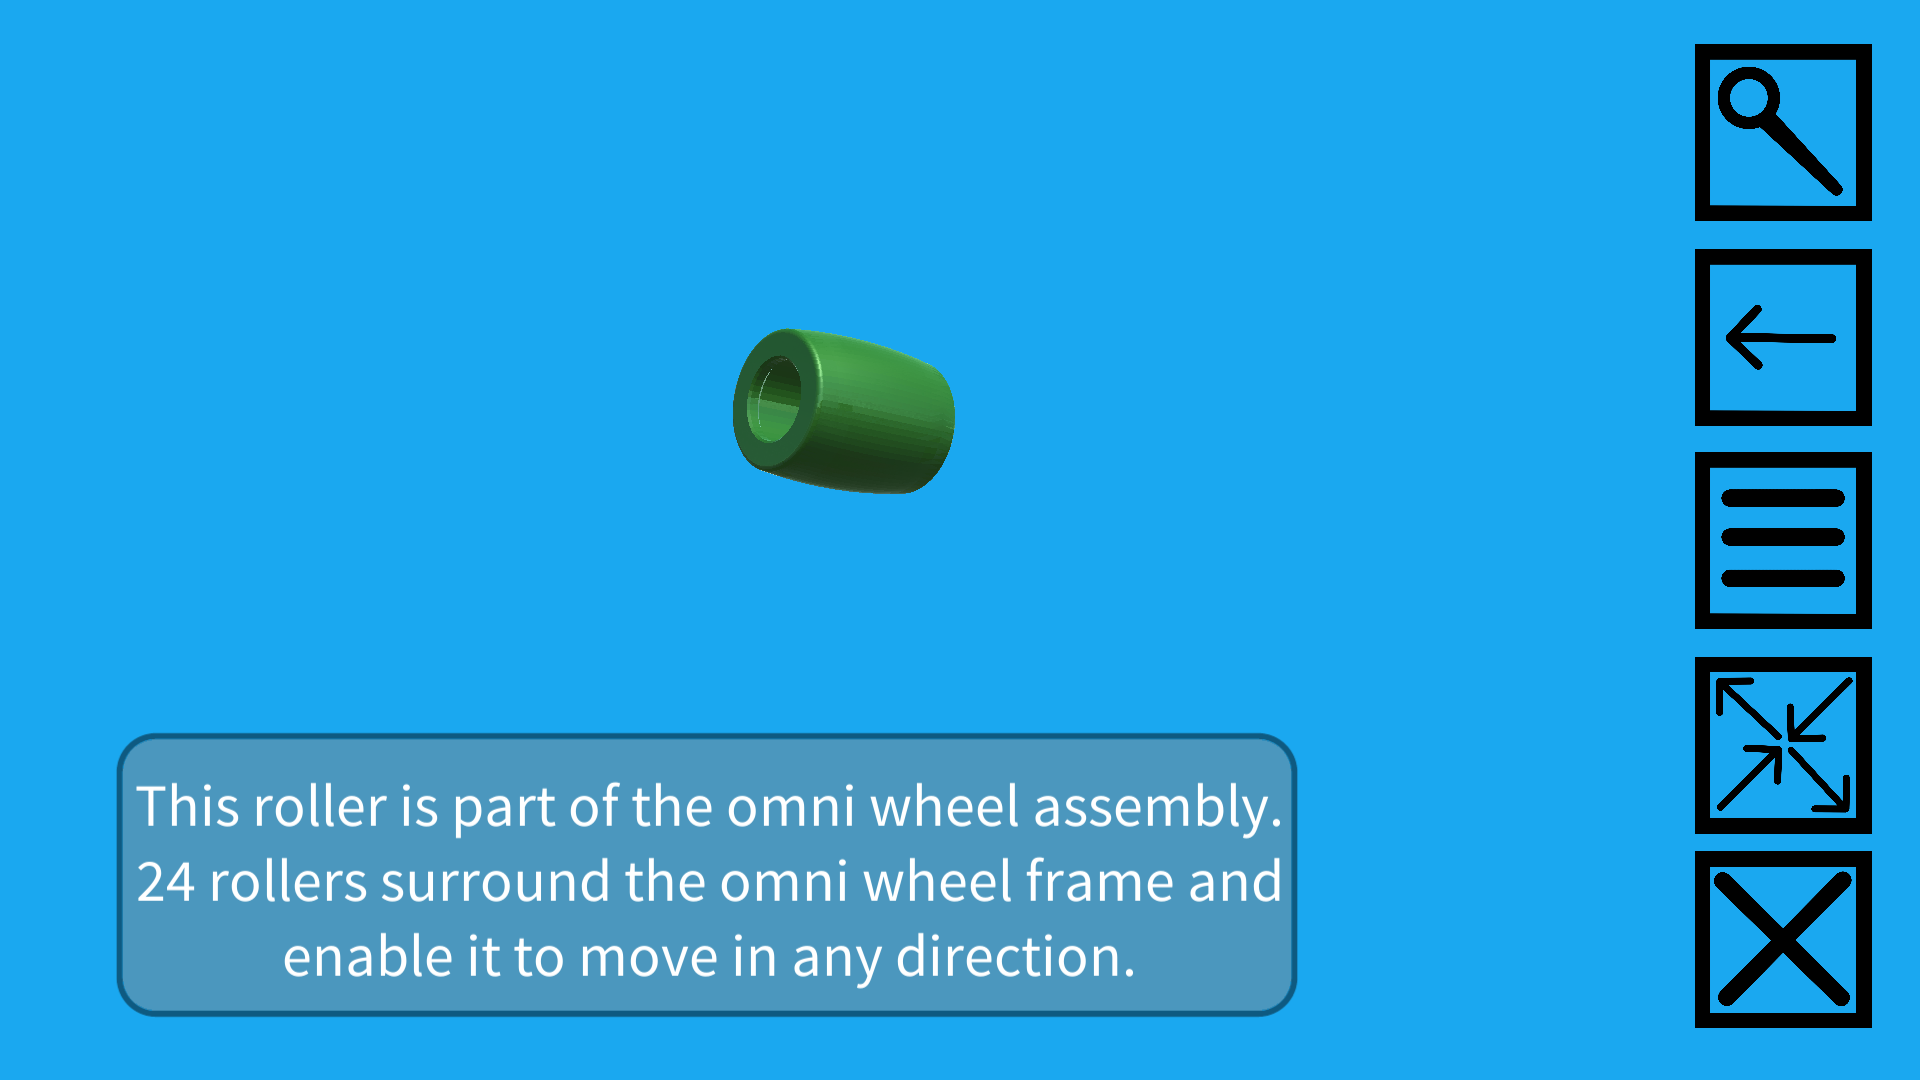 This roller is part of the omni wheel assembly.
24 rollers surround the omni wheel frame and
enable it to move in any direction.